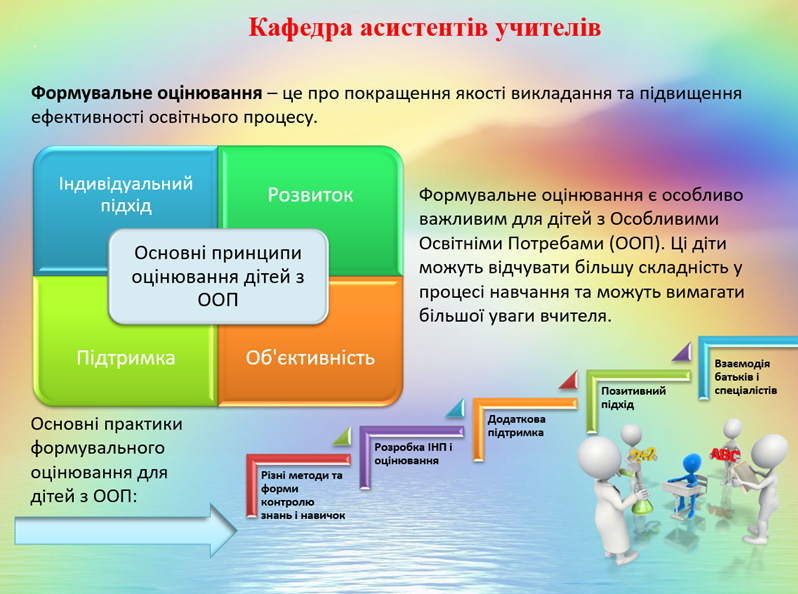 Кафедра асистентів учителів
Формувальне оцінювання – це про покращення якості викладання та підвищення
ефективності освітнього процесу.
Індивідуальний
підхід
Розвиток
Основні принципи
оцінювання дітей з
ООП
Підтримка
Об'єктивність
Формувальне оцінювання є особливо
важливим для дітей з Особливими
Освітніми Потребами (ООП). Ці діти
можуть відчувати більшу складність у
процесі навчання та можуть вимагати
більшої уваги вчителя.
Основні практики
формувального
оцінювання для
дітей з ООП:
Різні методи та
форми
контролю
знань і навичок
Розробка ІНП і
оцінювання
Додаткова
підтримка
Позитивний
підхід
Взаємодія
батьків і
спеціалістів
2+2
ABC